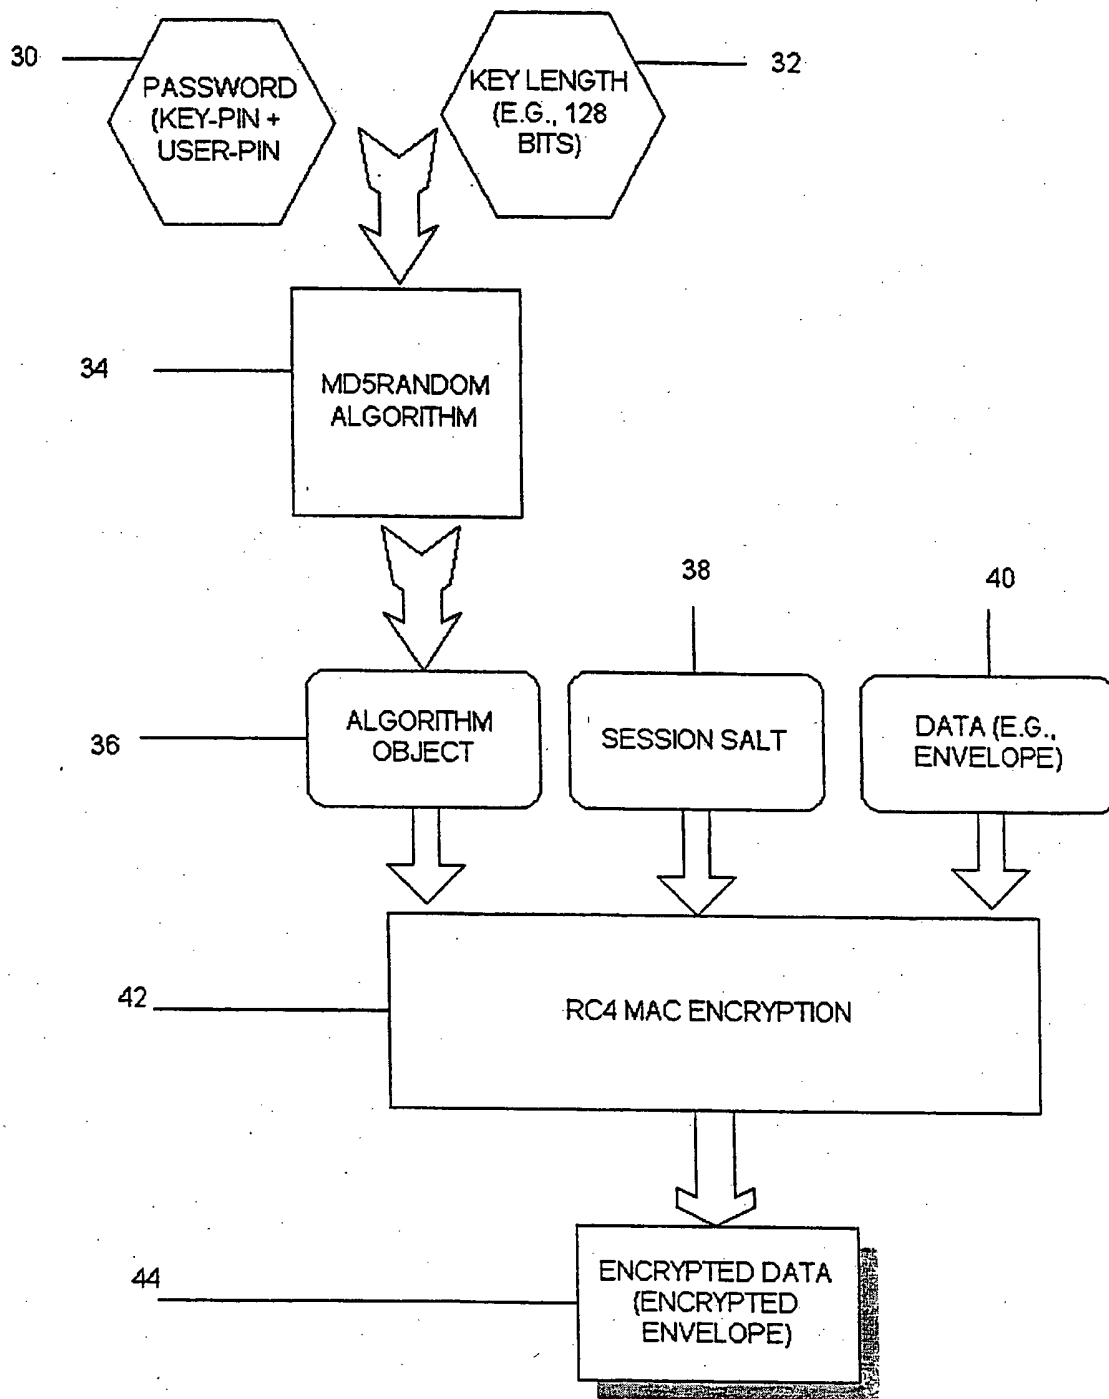 30
PASSWORD
(KEY-PIN +
USER-PIN
KEY LENGTH
(E.G., 128
BITS)
32
34
MD5RANDOM
ALGORITHM
38
40
36
ALGORITHM
OBJECT
SESSION SALT
DATA (E.G.,
ENVELOPE)
42
RC4 MAC ENCRYPTION
44
ENCRYPTED DATA
(ENCRYPTED
ENVELOPE)